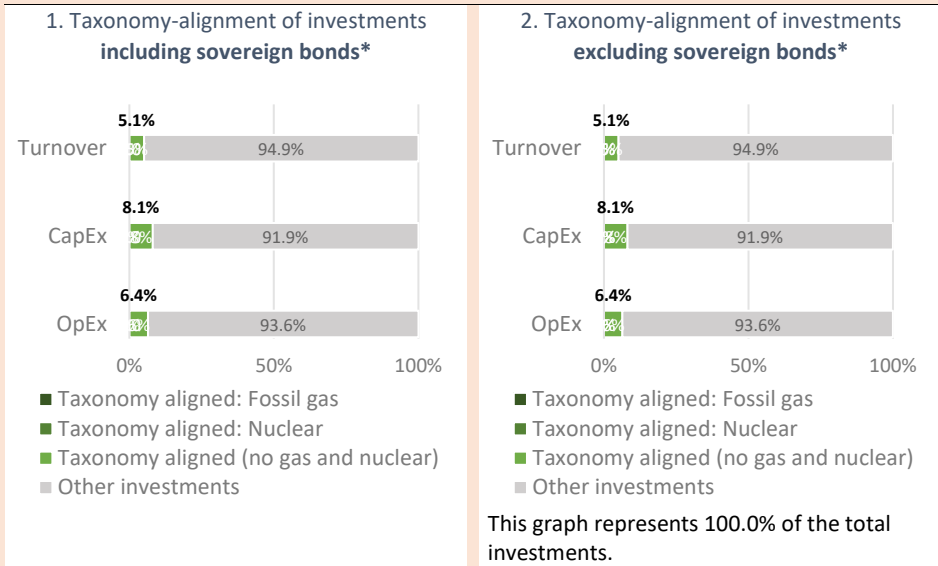 1. Taxonomy-alignment of investments
including sovereign bonds*
5.1%
Turnover
94.9%
8.1%
CapEx
91.9%
6.4%
OpEx
93.6%
0% 50% 100%
■ Taxonomy aligned: Fossil gas
■ Taxonomy aligned: Nuclear
■ Taxonomy aligned (no gas and nuclear)
■ Other investments
2. Taxonomy-alignment of investments
excluding sovereign bonds*
5.1%
Turnover
94.9%
8.1%
CapEx
91.9%
6.4%
OpEx
93.6%
0% 50% 100%
■ Taxonomy aligned: Fossil gas
■ Taxonomy aligned: Nuclear
■ Taxonomy aligned (no gas and nuclear)
■ Other investments
This graph represents 100.0% of the total
investments.